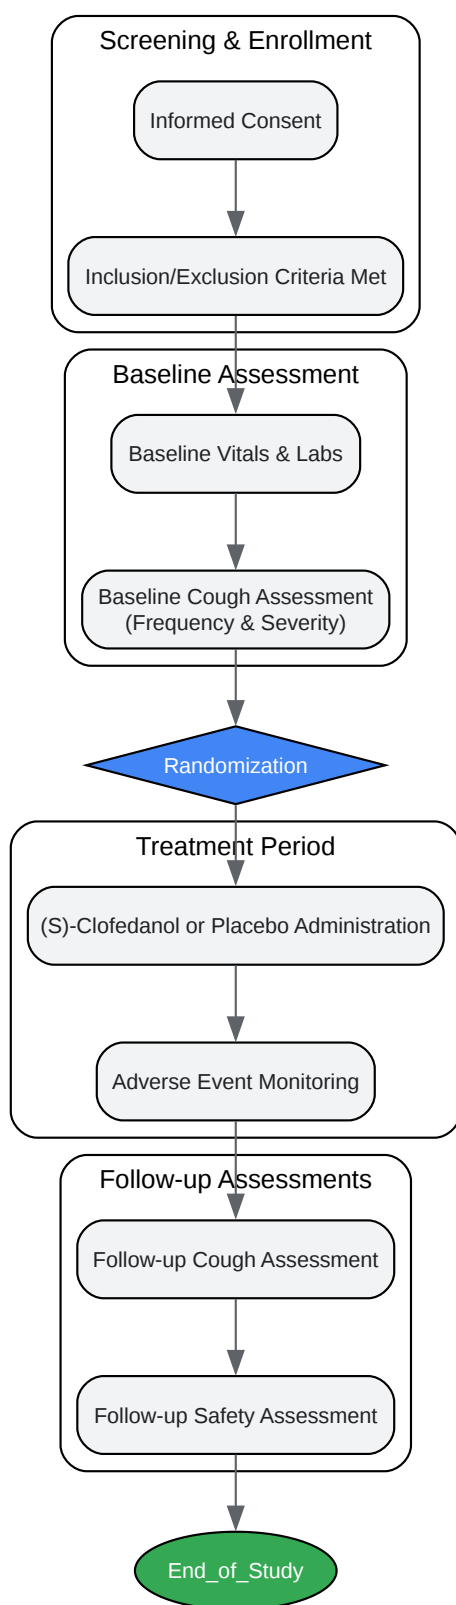 Screening & Enrollment
Informed Consent
Inclusion/Exclusion Criteria Met
Baseline Assessment
Baseline Vitals & Labs
Baseline Cough Assessment
(Frequency & Severity)
Randomization
Treatment Period
(S)-Clofedanol or Placebo Administration
Adverse Event Monitoring
Follow-up Assessments
Follow-up Cough Assessment
Follow-up Safety Assessment
End_of_Study